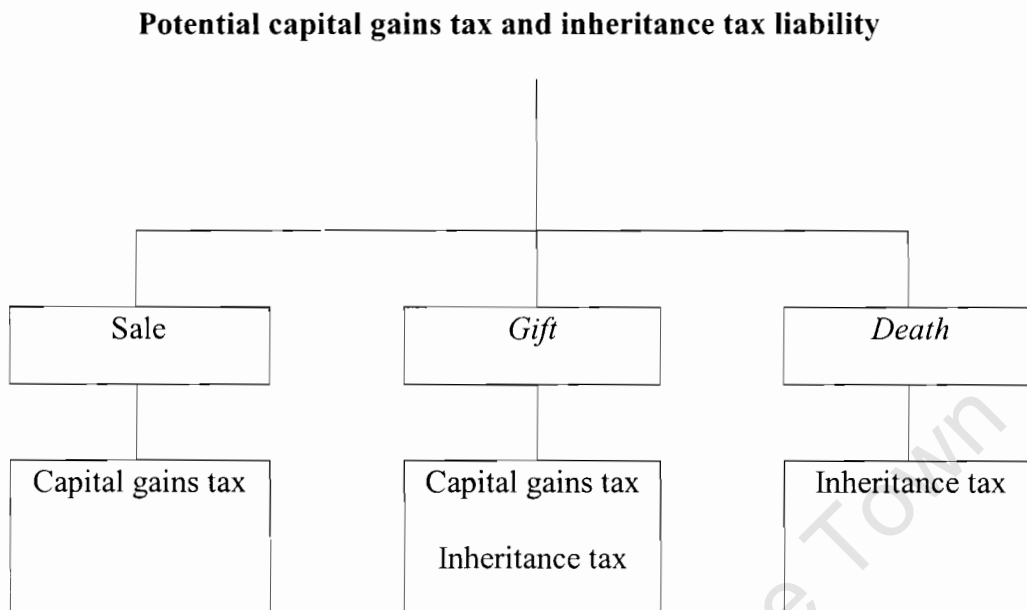 Potential capital gains tax and inheritance tax liability
Sale
Gift
Death
Capital gains tax
Capital gains tax
Inheritance tax
Inheritance tax
Town